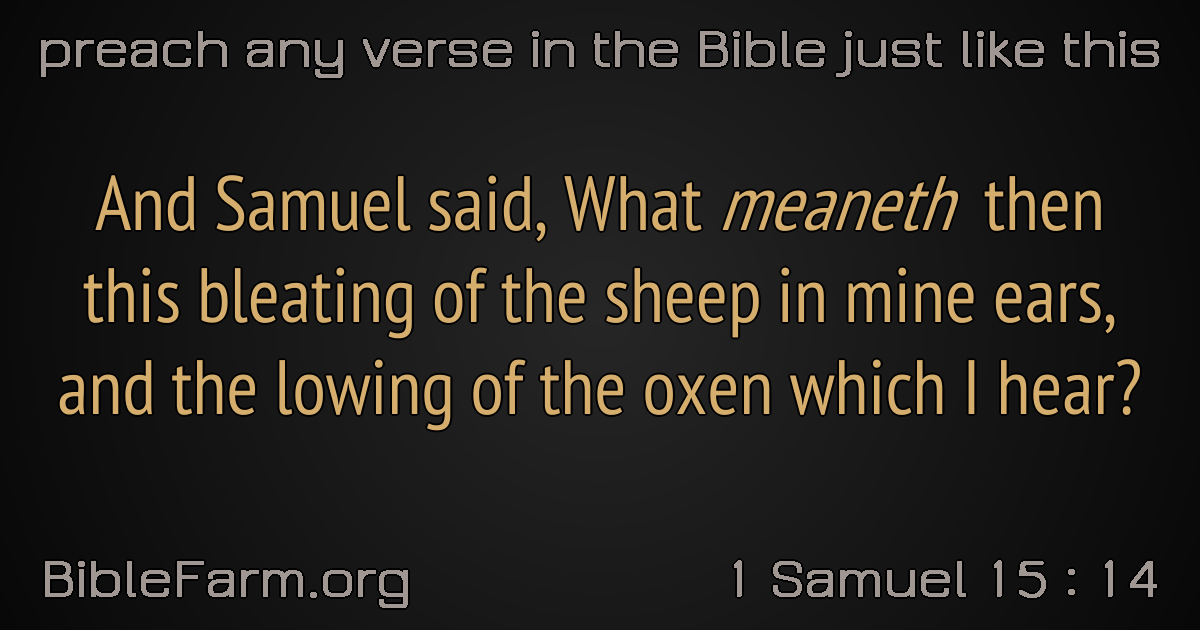 preach any verse in the Bible just like this
And Samuel said, What meaneth then
this bleating of the sheep in mine ears,
and the lowing of the oxen which I hear?
BibleFarm.org 1 Samuel 15 : 14